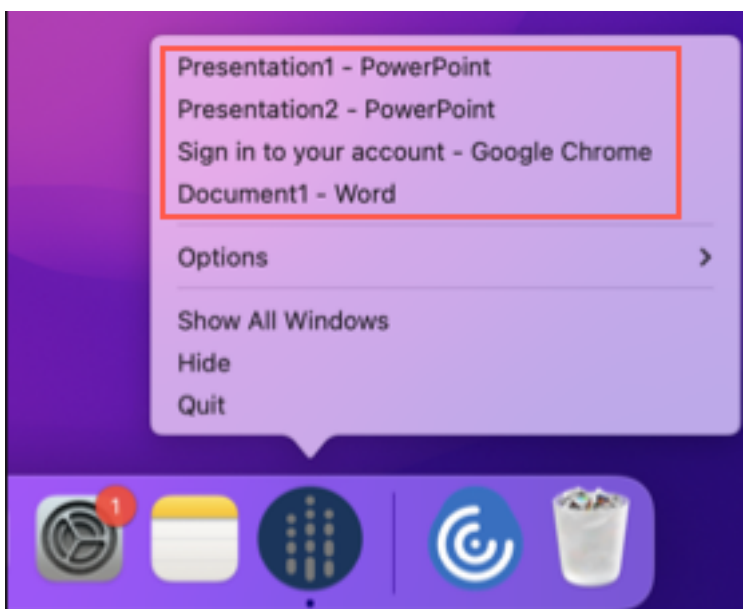 Presentation1 - PowerPoint
Presentation2 - PowerPoint
Sign in to your account - Google Chrome
Document1 - Word
Options
Show All Windows
Hide
Quit
1